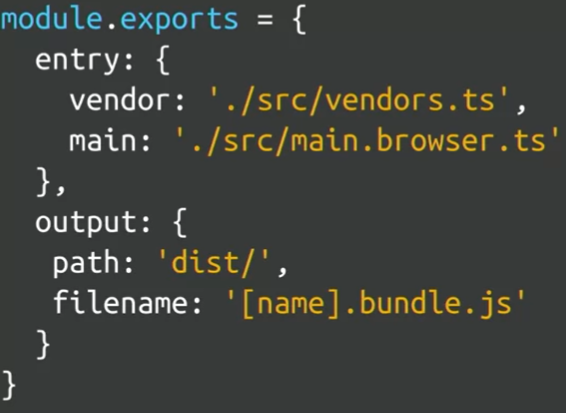 module.exports = {
  entry: {
    vendor: './src/vendors.ts',
    main: './src/main.browser.ts'
  },
  output: {
   path: 'dist/',
   filename: '[name].bundle.js'
  }
}